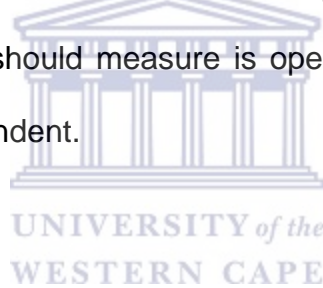 should measure is ope
ndent.
UNIVERSITY of the
WESTERN CAPE